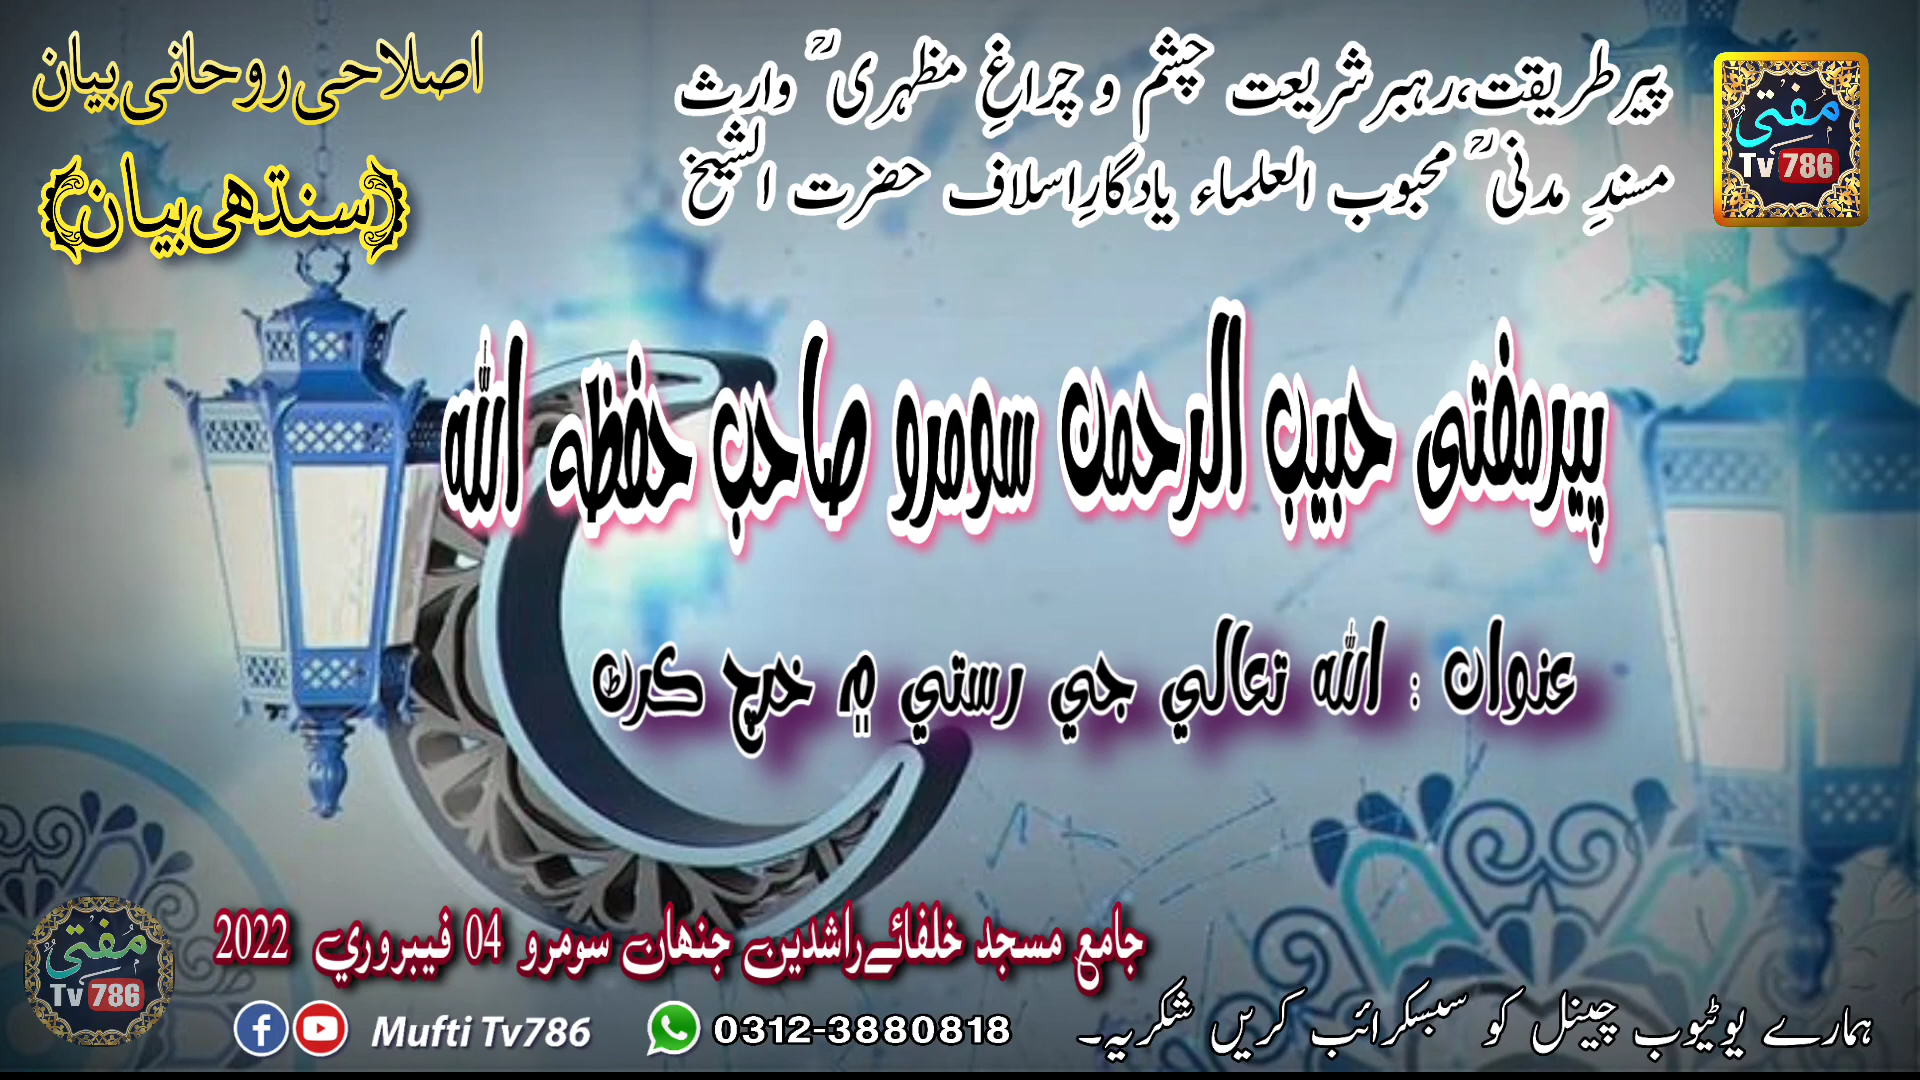 پیرِطریقت،رہبرِشریعت چشم و چراغِ مظہریؒ وارث
مسندِ مدنیؒ محبوب العلماء یادگارِاسلاف حضرت الشیخ
مفتی
Tv 786
اصلاحی روحانی بیان
﴿سنڌهی بیان﴾
پیرمفتی حبیب الرحمن سومرو صاحب حفظہ اللہ
عنوان : الله تعاليٰ جي رستي ۾ خرچ ڪرڻ
جامع مسجد خلفائے راشدین جنهان سومرو 04 فيبروري 2022
مفتی
Tv 786
Mufti Tv786
0312-3880818
ہمارے یوٹیوب چینل کو سبسکرائب کریں شکریہ۔